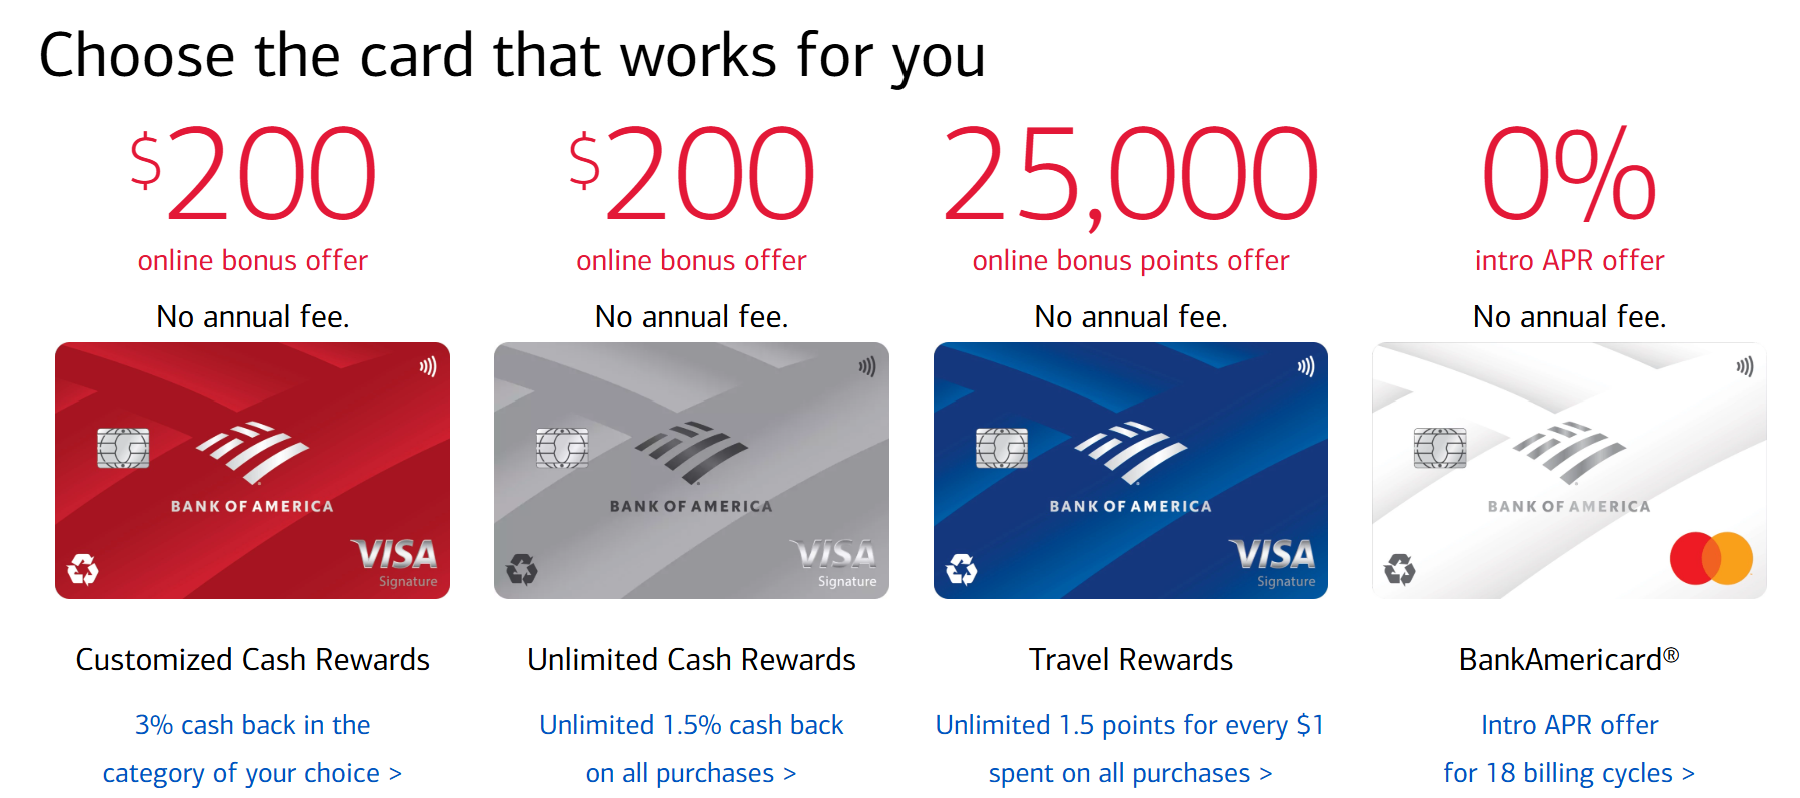 Choose the card that works for you
$200
online bonus offer
No annual fee.
BANK OF AMERICA
VISA
Signature
Customized Cash Rewards
3% cash back in the
category of your choice >
$200
online bonus offer
No annual fee.
BANK OF AMERICA
VISA
Signature
Unlimited Cash Rewards
Unlimited 1.5% cash back
on all purchases >
25,000
online bonus points offer
No annual fee.
BANK OF AMERICA
VISA
Signature
Travel Rewards
Unlimited 1.5 points for every $1
spent on all purchases >
0%
intro APR offer
No annual fee.
BANK OF AMERICA
BankAmericard®
Intro APR offer
for 18 billing cycles >